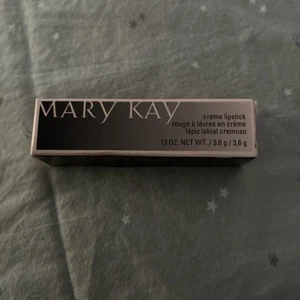 MARY KAY
creme lipstick
rouge à lèvres en crème
lápiz labial cremoso
.13 OZ. NET WT. / 3.6 g / 3,6 g